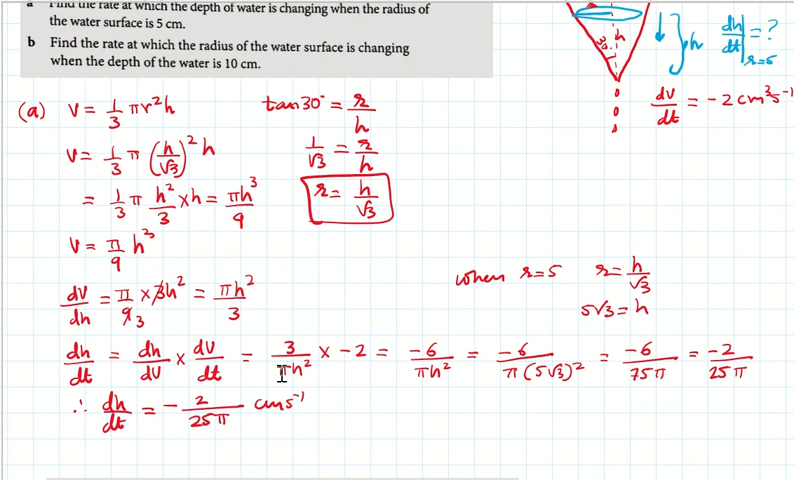 a Find the rate at which the depth of water is changing when the radius of
the water surface is 5 cm.
b Find the rate at which the radius of the water surface is changing
when the depth of the water is 10 cm.
30° h
h
dh/dt |r=5 = ?
dv/dt = -2 cm³s⁻¹
(a) V = 1/3 πr²h
tan30° = r/h
V = 1/3 π (h/√3)² h
1/√3 = r/h
= 1/3 π h²/3 × h = πh³/9
r = h/√3
V = π/9 h³
when r=5 r = h/√3
5√3 = h
dV/dh = π/9 3 × 3h² = πh²/3
dh/dt = dh/dV × dV/dt = 3/πh² × -2 = -6/πh² = -6/π(5√3)² = -6/75π = -2/25π
∴ dh/dt = - 2/25π cms⁻¹